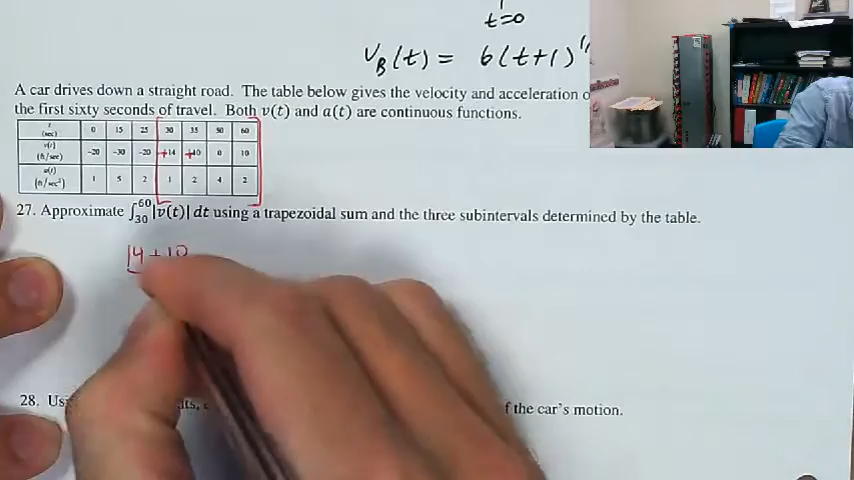 t=0
V_B(t) = 6(t+1)
A car drives down a straight road. The table below gives the velocity and acceleration
the first sixty seconds of travel. Both v(t) and a(t) are continuous functions.
t (sec) 0 15 25 30 35 50 60
v(t) (ft/sec) -20 -30 -20 +14 +10 0 10
a(t) (ft/sec²) 1 5 2 1 2 4 2
27. Approximate ∫₃₀⁶⁰ |v(t)| dt using a trapezoidal sum and the three subintervals determined by the table.
14+10
28. f the car's motion.